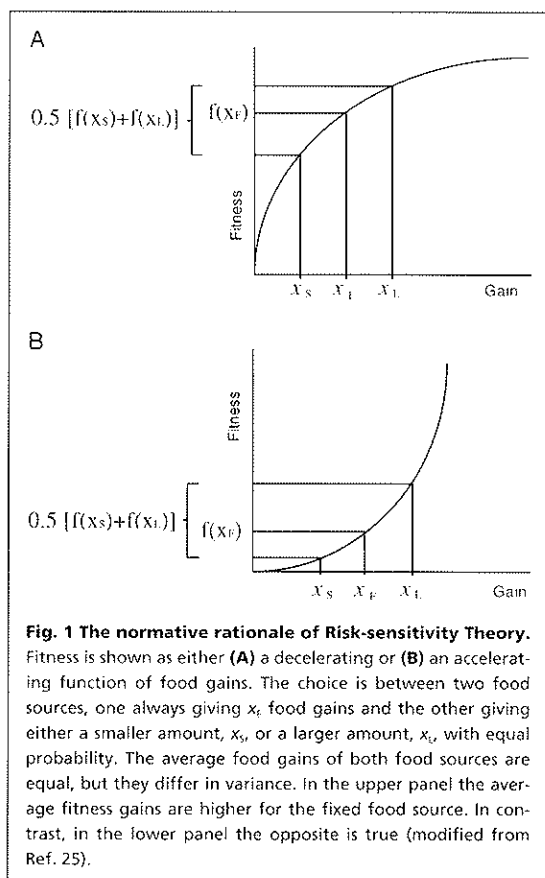 A
0.5 [f(xS)+f(xL)]
f(xF)
Fitness
xS xF xL Gain
B
Fitness
0.5 [f(xS)+f(xL)]
f(xF)
xS xF xL Gain
Fig. 1 The normative rationale of Risk-sensitivity Theory.
Fitness is shown as either (A) a decelerating or (B) an accelerat-
ing function of food gains. The choice is between two food
sources, one always giving xF food gains and the other giving
either a smaller amount, xS, or a larger amount, xL, with equal
probability. The average food gains of both food sources are
equal, but they differ in variance. In the upper panel the aver-
age fitness gains are higher for the fixed food source. In con-
trast, in the lower panel the opposite is true (modified from
Ref. 25).